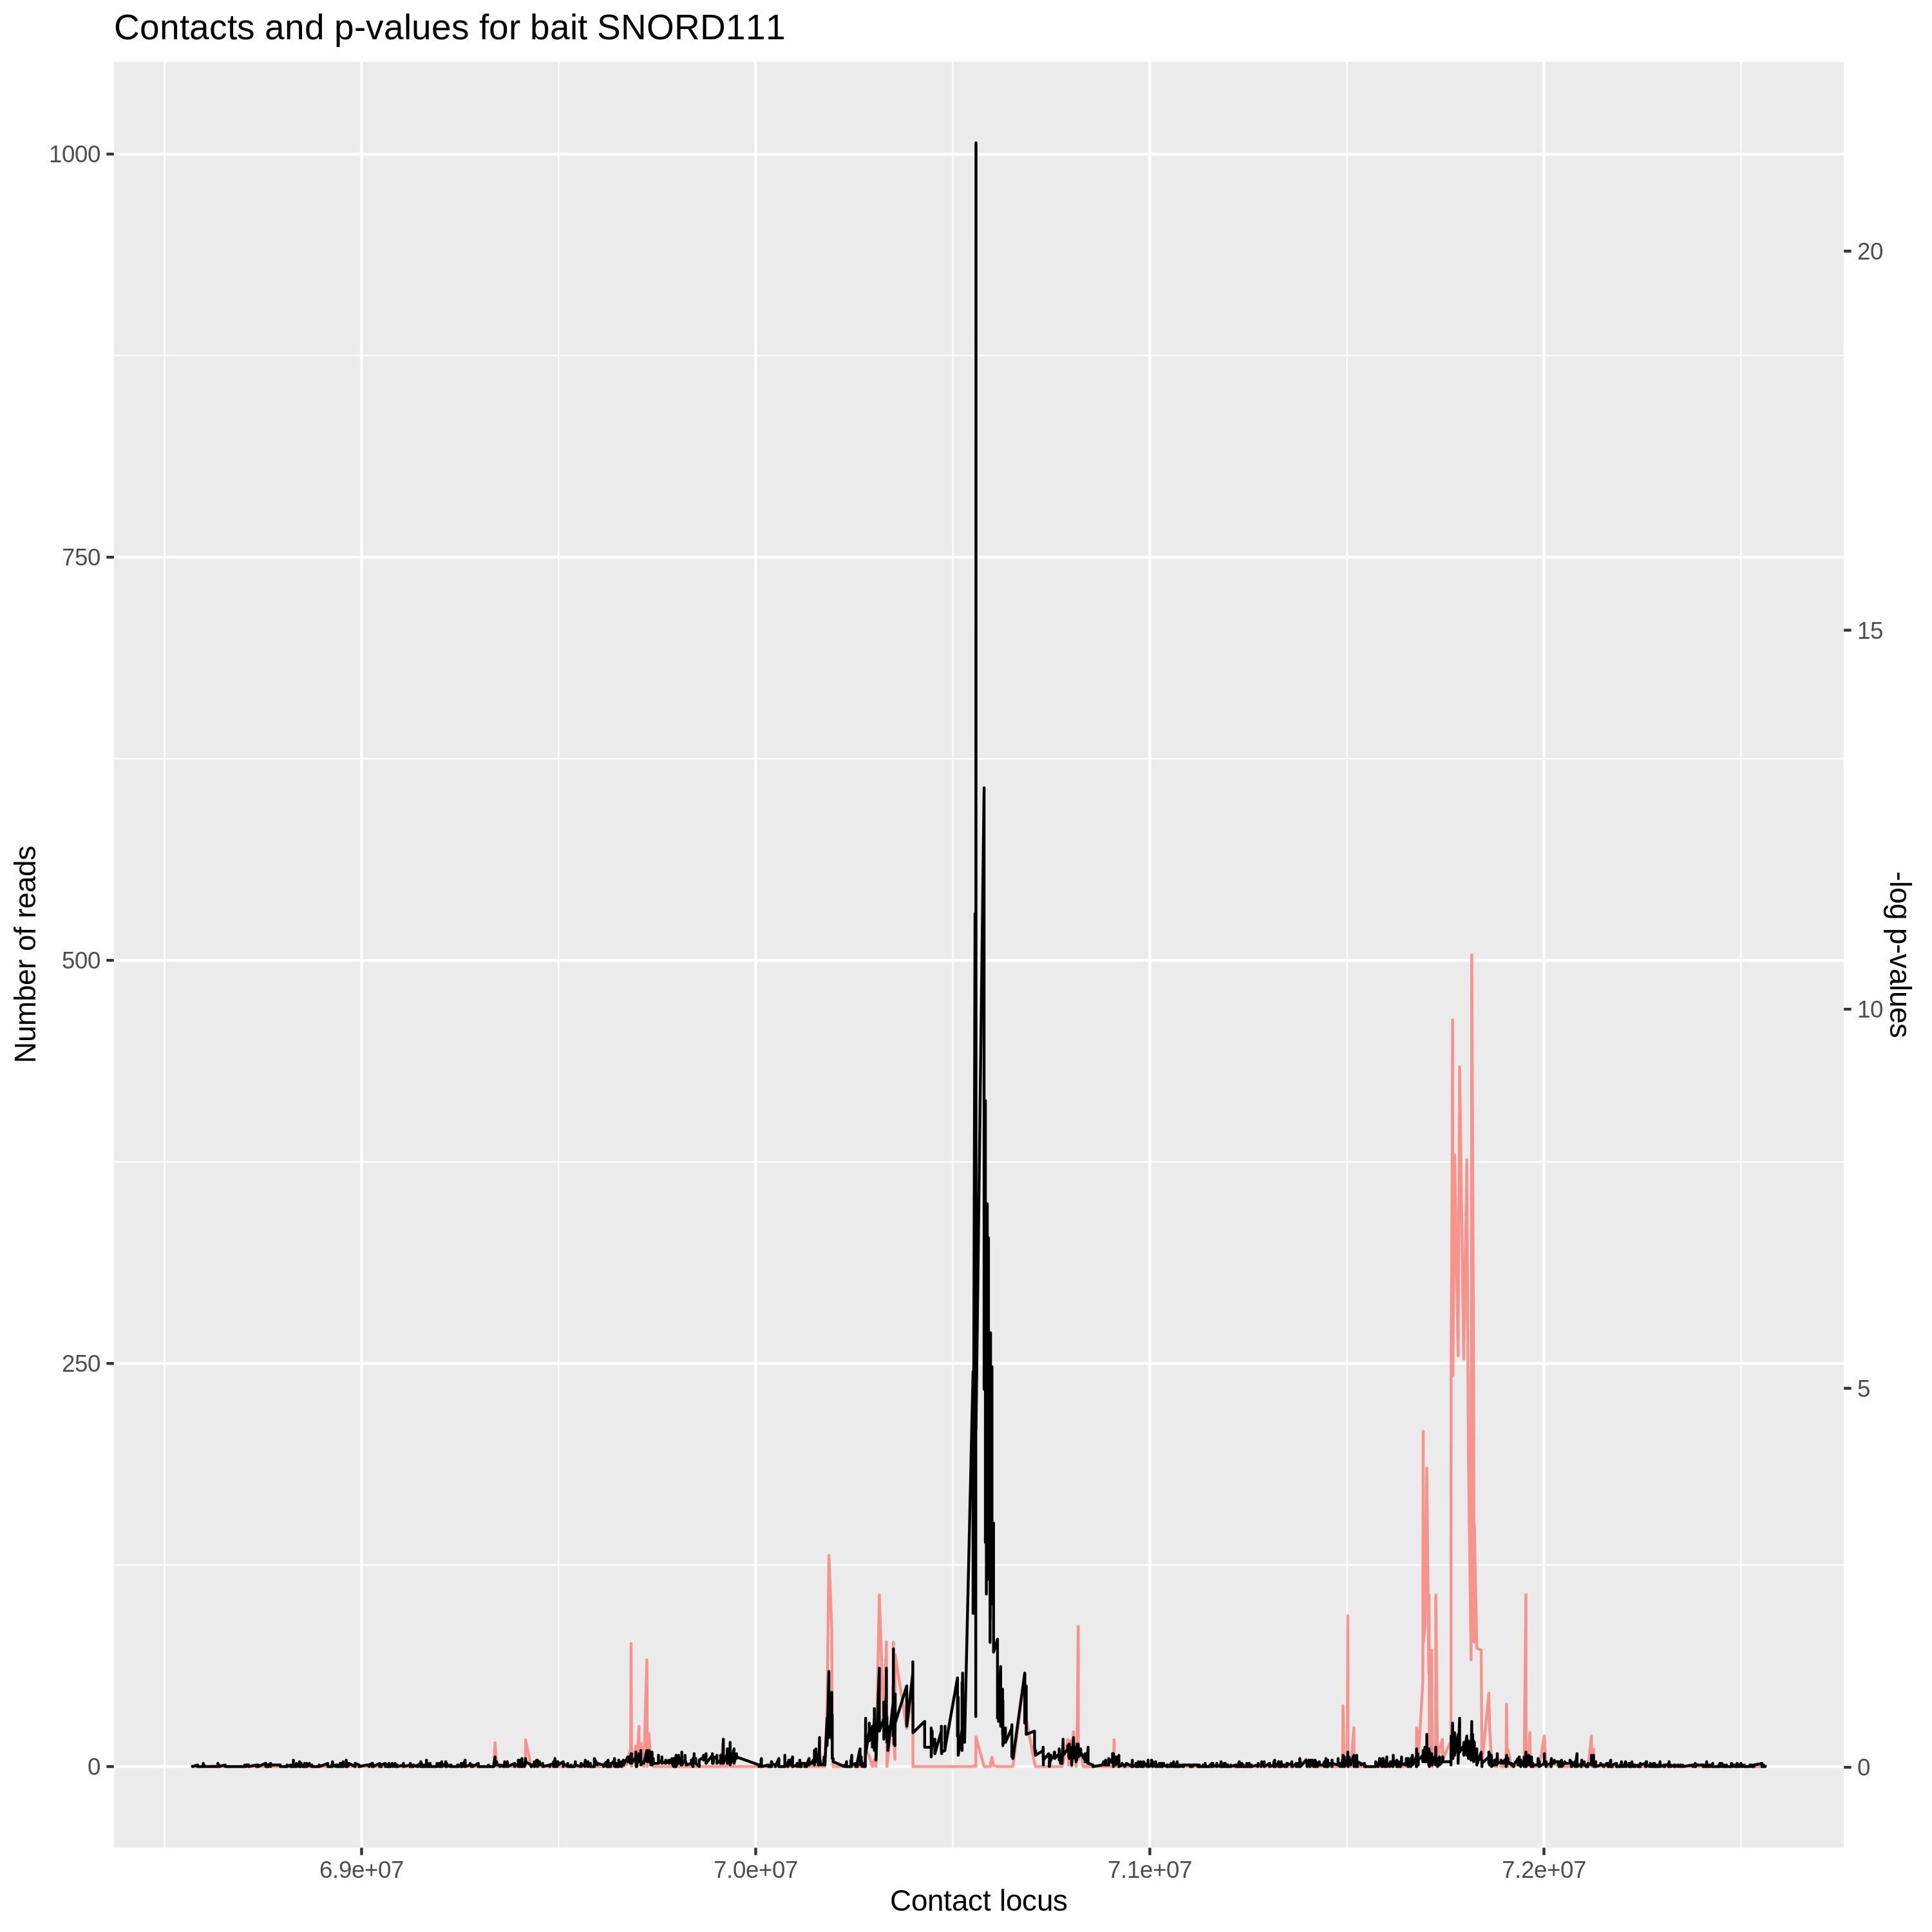 Contacts and p-values for bait SNORD111
1000
750
500
250
0
Number of reads
20
15
10
5
0
-log p-values
6.9e+07 7.0e+07 7.1e+07 7.2e+07
Contact locus